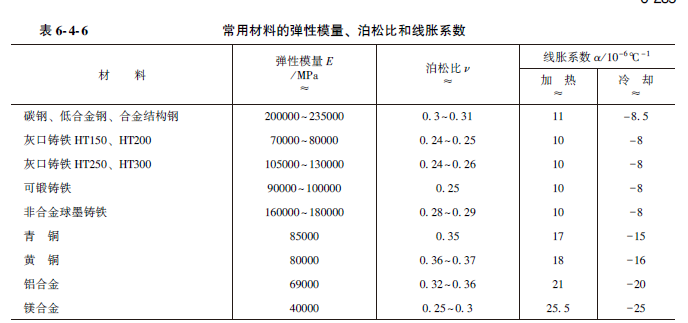 表 6-4-6 常用材料的弹性模量、泊松比和线胀系数
材 料 弹性模量 E /MPa ≈ 泊松比 ν ≈ 线胀系数 α/10⁻⁶℃⁻¹
加 热 ≈ 冷 却 ≈
碳钢、低合金钢、合金结构钢 200000~235000 0.3~0.31 11 -8.5
灰口铸铁 HT150、HT200 70000~80000 0.24~0.25 10 -8
灰口铸铁 HT250、HT300 105000~130000 0.24~0.26 10 -8
可锻铸铁 90000~100000 0.25 10 -8
非合金球墨铸铁 160000~180000 0.28~0.29 10 -8
青 铜 85000 0.35 17 -15
黄 铜 80000 0.36~0.37 18 -16
铝合金 69000 0.32~0.36 21 -20
镁合金 40000 0.25~0.3 25.5 -25